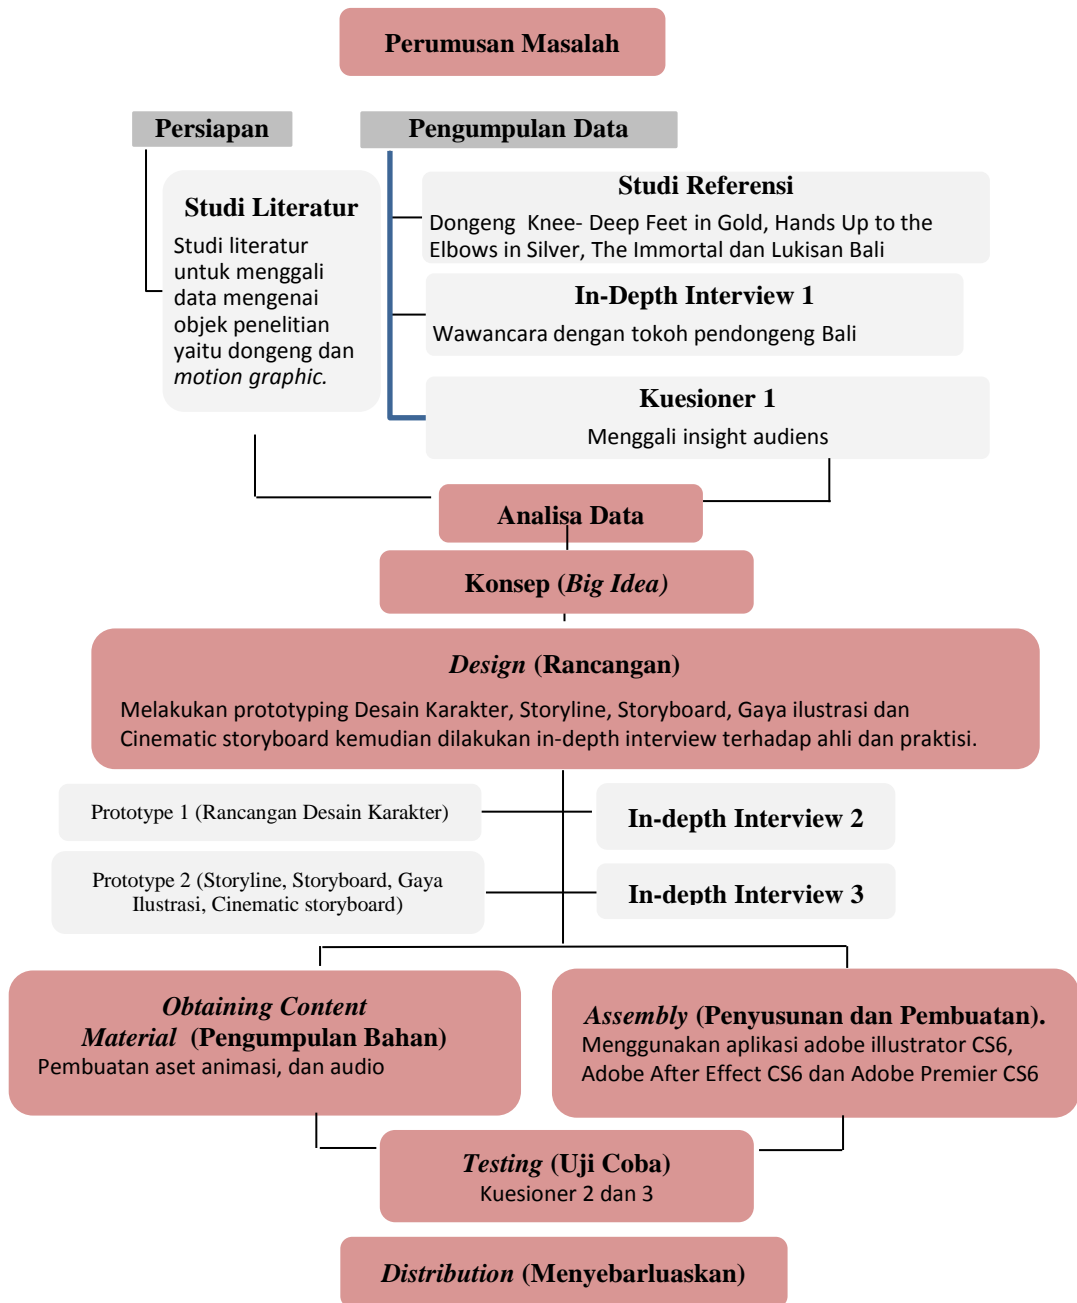 Perumusan Masalah
Persiapan
Pengumpulan Data
Studi Literatur
Studi literatur
untuk menggali
data mengenai
objek penelitian
yaitu dongeng dan
motion graphic.
Studi Referensi
Dongeng Knee- Deep Feet in Gold, Hands Up to the
Elbows in Silver, The Immortal dan Lukisan Bali
In-Depth Interview 1
Wawancara dengan tokoh pendongeng Bali
Kuesioner 1
Menggali insight audiens
Analisa Data
Konsep (Big Idea)
Design (Rancangan)
Melakukan prototyping Desain Karakter, Storyline, Storyboard, Gaya ilustrasi dan
Cinematic storyboard kemudian dilakukan in-depth interview terhadap ahli dan praktisi.
Prototype 1 (Rancangan Desain Karakter)
In-depth Interview 2
Prototype 2 (Storyline, Storyboard, Gaya
Ilustrasi, Cinematic storyboard)
In-depth Interview 3
Obtaining Content
Material (Pengumpulan Bahan)
Pembuatan aset animasi, dan audio
Assembly (Penyusunan dan Pembuatan).
Menggunakan aplikasi adobe illustrator CS6,
Adobe After Effect CS6 dan Adobe Premier CS6
Testing (Uji Coba)
Kuesioner 2 dan 3
Distribution (Menyebarluaskan)